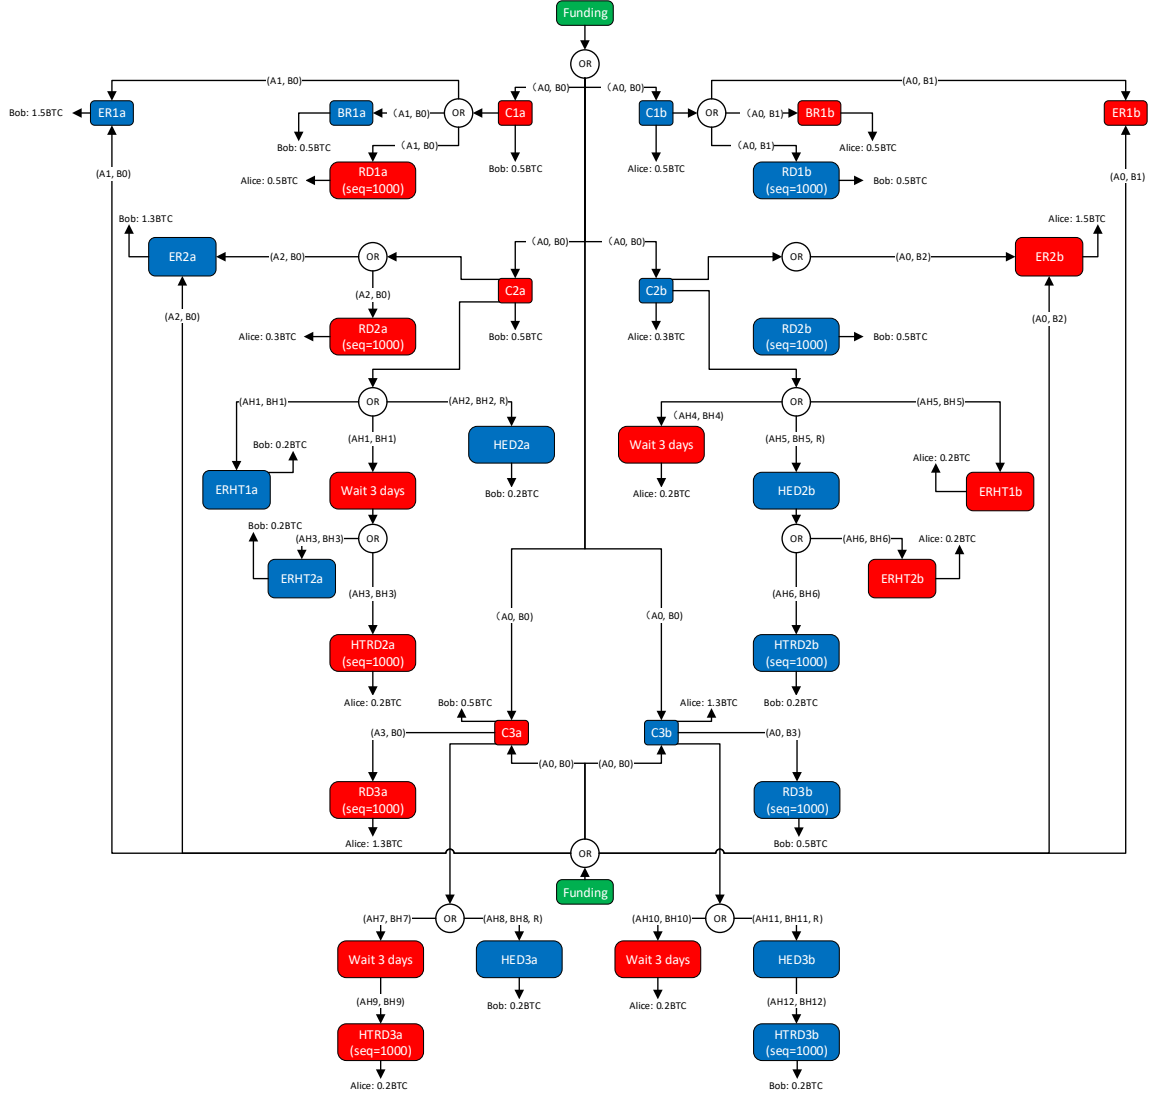 Funding
OR
(A1, B0)
（A0, B0)
（A0, B0)
(A0, B1)
Bob: 1.5BTC
ER1a
BR1a
（A1, B0)
OR
C1a
C1b
OR
(A0, B1)
BR1b
ER1b
Bob: 0.5BTC
（A1, B0)
（A0, B1)
Alice: 0.5BTC
Bob: 0.5BTC
Alice: 0.5BTC
(A1, B0)
Alice: 0.5BTC
RD1a
(seq=1000)
RD1b
(seq=1000)
Bob: 0.5BTC
(A0, B1)
Bob: 1.3BTC
Alice: 1.5BTC
（A0, B0)
（A0, B0)
ER2a
(A2, B0)
OR
OR
(A0, B2)
ER2b
C2a
C2b
(A2, B0)
(A2, B0)
(A0, B2)
Alice: 0.3BTC
RD2a
(seq=1000)
Bob: 0.5BTC
Alice: 0.3BTC
RD2b
(seq=1000)
Bob: 0.5BTC
(AH1, BH1)
OR
(AH2, BH2, R)
（AH4, BH4)
OR
(AH5, BH5)
(AH1, BH1)
(AH5, BH5, R)
Bob: 0.2BTC
HED2a
Wait 3 days
Alice: 0.2BTC
ERHT1a
Wait 3 days
Bob: 0.2BTC
Alice: 0.2BTC
HED2b
ERHT1b
Bob: 0.2BTC
(AH3, BH3)
OR
OR
(AH6, BH6)
Alice: 0.2BTC
ERHT2a
ERHT2b
(AH3, BH3)
(AH6, BH6)
（A0, B0)
（A0, B0)
HTRD2a
(seq=1000)
HTRD2b
(seq=1000)
Alice: 0.2BTC
Bob: 0.5BTC
Alice: 1.3BTC
Bob: 0.2BTC
(A3, B0)
C3a
C3b
(A0, B3)
(A0, B0)
(A0, B0)
RD3a
(seq=1000)
RD3b
(seq=1000)
Alice: 1.3BTC
Bob: 0.5BTC
OR
Funding
(AH7, BH7)
OR
(AH8, BH8, R)
(AH10, BH10)
OR
(AH11, BH11, R)
Wait 3 days
HED3a
Wait 3 days
HED3b
(AH9, BH9)
Bob: 0.2BTC
Alice: 0.2BTC
(AH12, BH12)
HTRD3a
(seq=1000)
HTRD3b
(seq=1000)
Alice: 0.2BTC
Bob: 0.2BTC